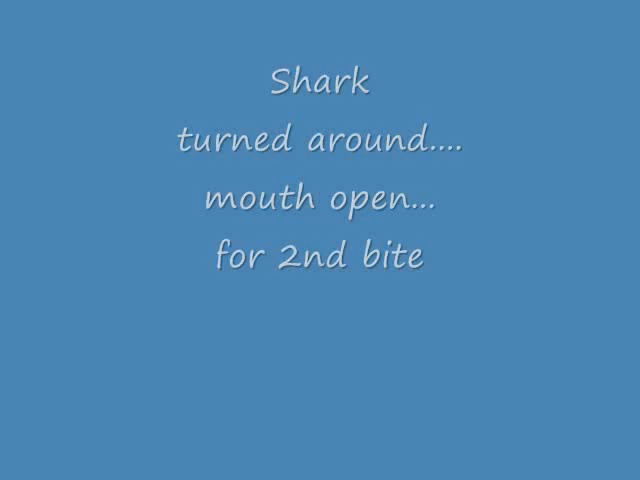 Shark
turned around....
mouth open...
for 2nd bite